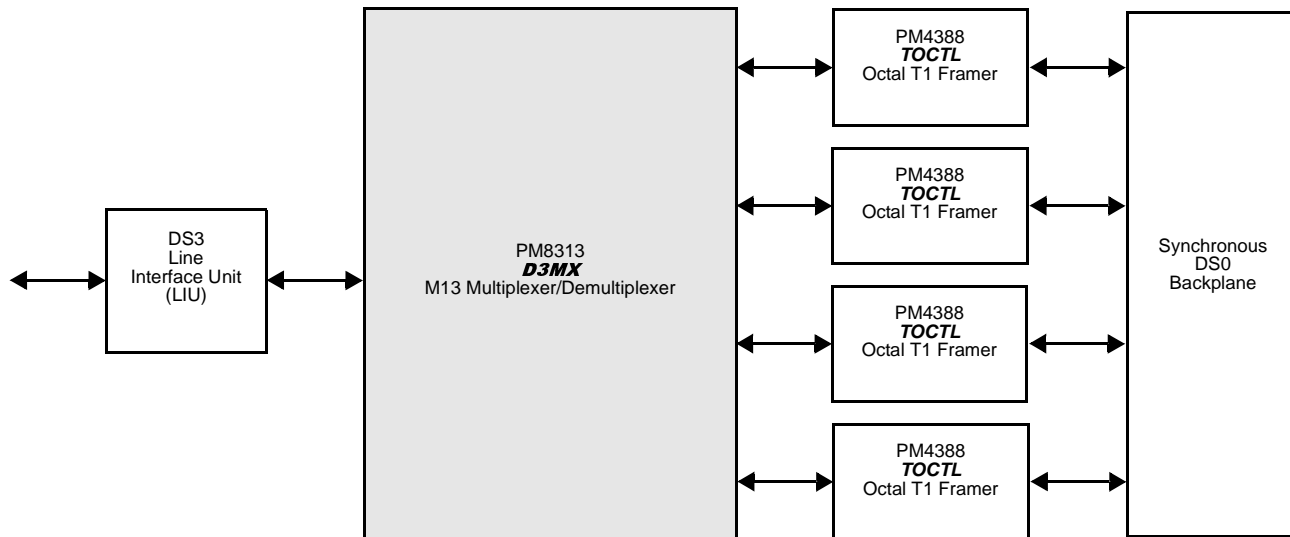 DS3
Line
Interface Unit
(LIU)
PM8313
D3MX
M13 Multiplexer/Demultiplexer
PM4388
TOCTL
Octal T1 Framer
PM4388
TOCTL
Octal T1 Framer
PM4388
TOCTL
Octal T1 Framer
PM4388
TOCTL
Octal T1 Framer
Synchronous
DS0
Backplane